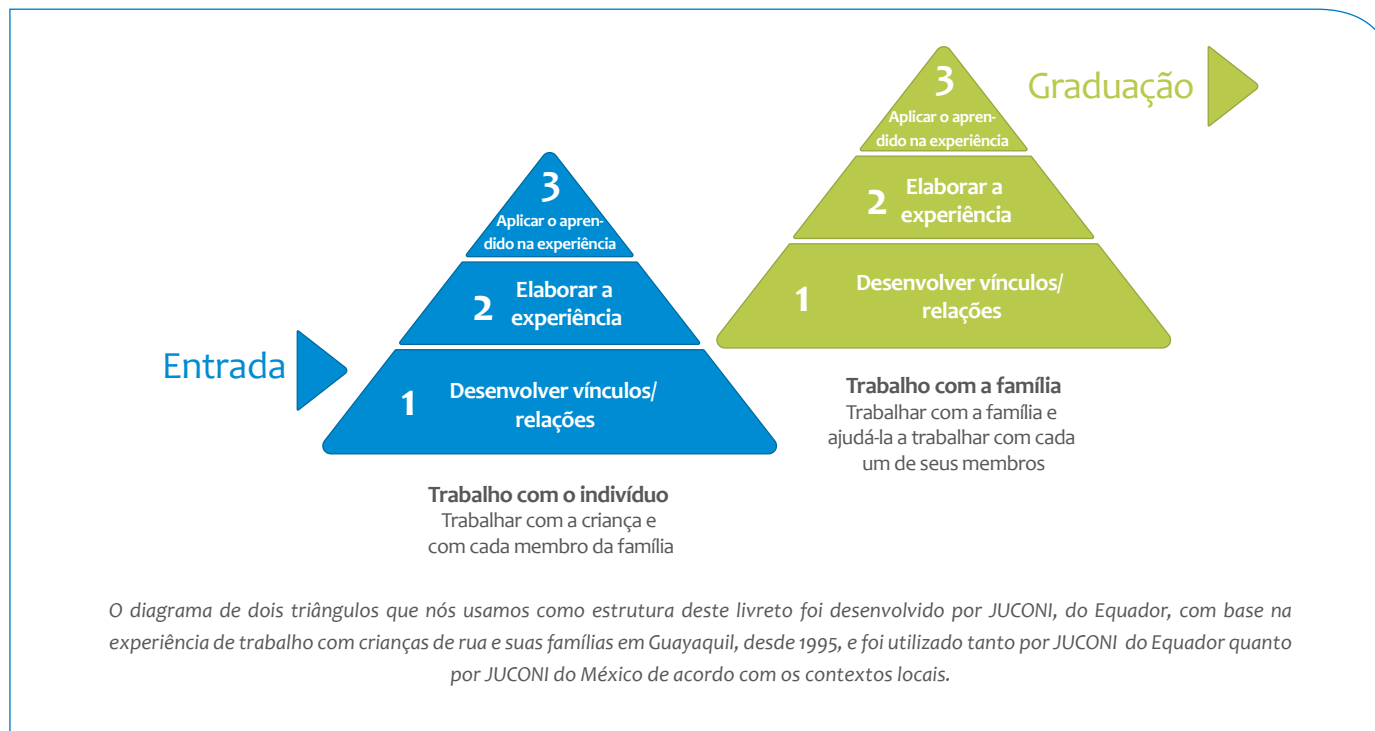 Entrada
3
Aplicar o apren-
dido na experiência
2
Elaborar a
experiência
1
Desenvolver vínculos/
relações
Trabalho com o indivíduo
Trabalhar com a criança e
com cada membro da família
3
Aplicar o apren-
dido na experiência
2
Elaborar a
experiência
1
Desenvolver vínculos/
relações
Trabalho com a família
Trabalhar com a família e
ajudá-la a trabalhar com cada
um de seus membros
Graduação
O diagrama de dois triângulos que nós usamos como estrutura deste livreto foi desenvolvido por JUCONI, do Equador, com base na
experiência de trabalho com crianças de rua e suas famílias em Guayaquil, desde 1995, e foi utilizado tanto por JUCONI do Equador quanto
por JUCONI do México de acordo com os contextos locais.